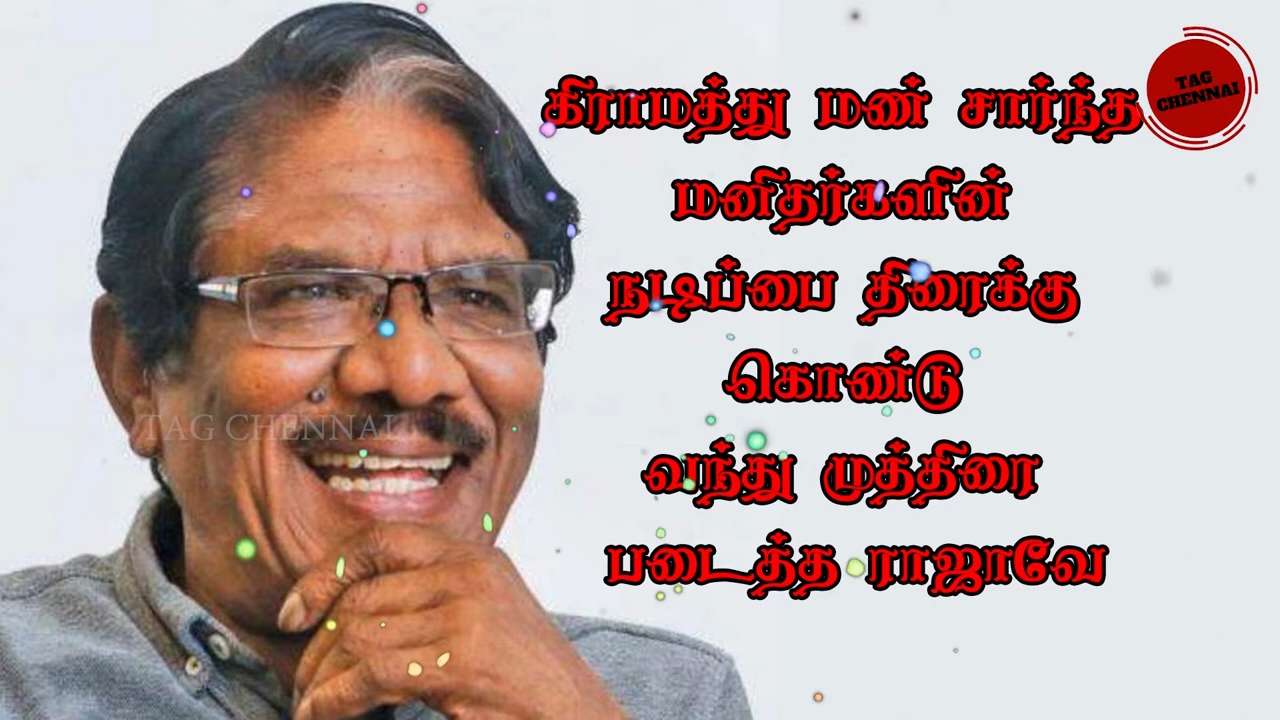 கிராமத்து மண் சார்ந்த
மனிதர்களின்
நடிப்பை திரைக்கு
கொண்டு
வந்து முத்திரை
படைத்த ராஜாவே
TAG
CHENNAI
TAG CHENNAI